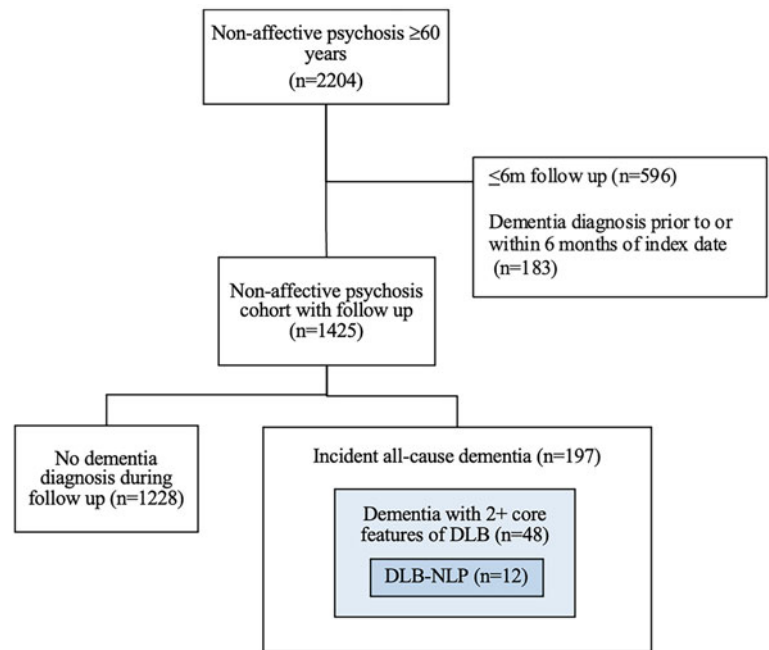 Non-affective psychosis ≥60
years
(n=2204)
≤6m follow up (n=596)
Dementia diagnosis prior to or
within 6 months of index date
(n=183)
Non-affective psychosis
cohort with follow up
(n=1425)
No dementia
diagnosis during
follow up (n=1228)
Incident all-cause dementia (n=197)
Dementia with 2+ core
features of DLB (n=48)
DLB-NLP (n=12)